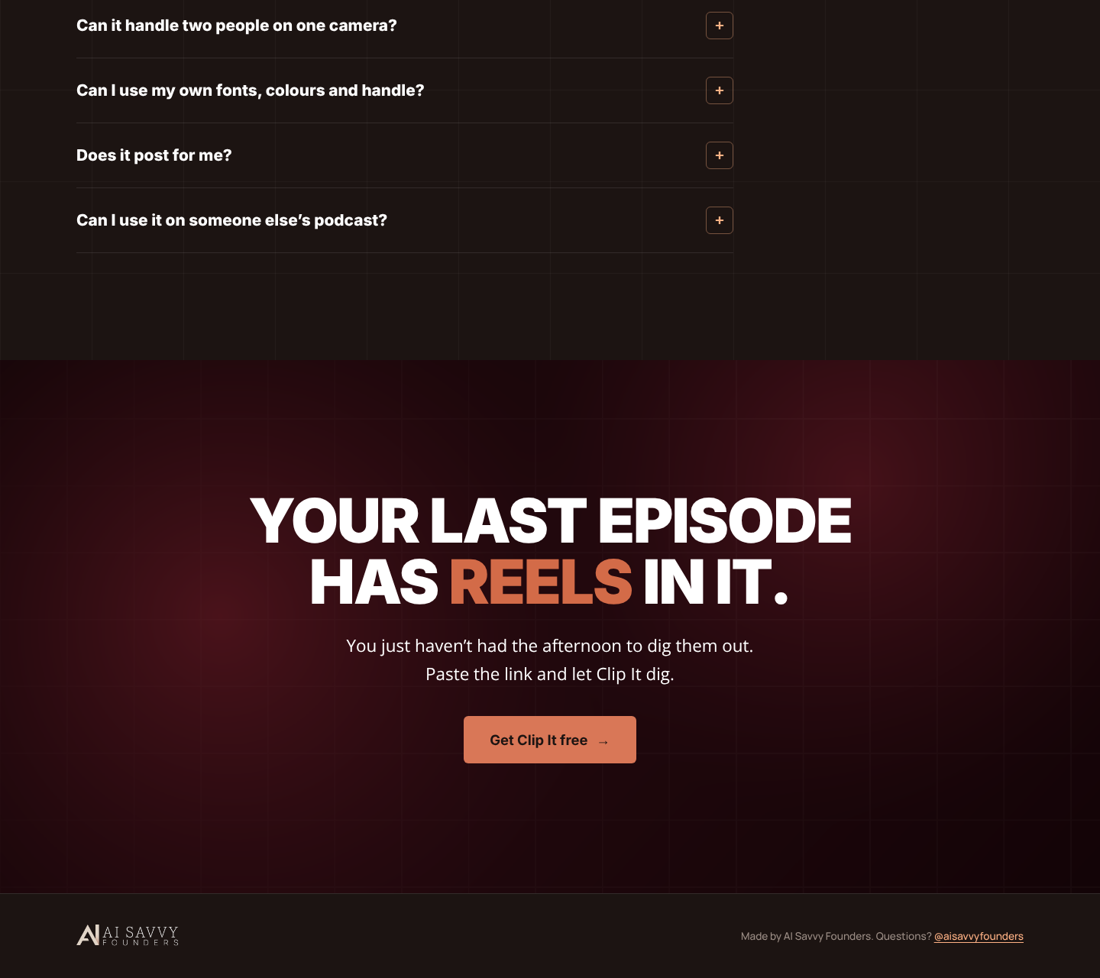 Can it handle two people on one camera?
+
Can I use my own fonts, colours and handle?
+
Does it post for me?
+
Can I use it on someone else’s podcast?
+
YOUR LAST EPISODE
HAS REELS IN IT.
You just haven’t had the afternoon to dig them out.
Paste the link and let Clip It dig.
Get Clip It free →
AI AI SAVVY
FOUNDERS
Made by AI Savvy Founders. Questions? @aisavvyfounders